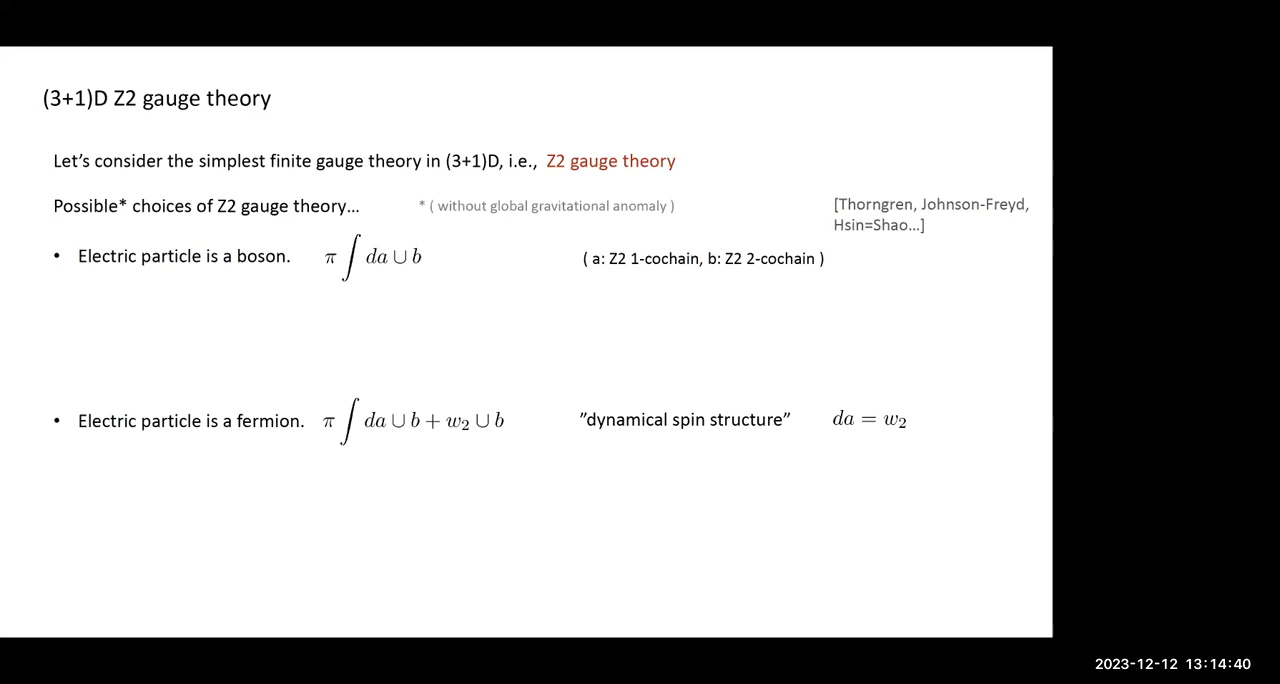 (3+1)D Z2 gauge theory
Let’s consider the simplest finite gauge theory in (3+1)D, i.e., Z2 gauge theory
Possible* choices of Z2 gauge theory... * ( without global gravitational anomaly ) [Thorngren, Johnson-Freyd,
Hsin=Shao...]
• Electric particle is a boson. π ∫ da ∪ b ( a: Z2 1-cochain, b: Z2 2-cochain )
• Electric particle is a fermion. π ∫ da ∪ b + w₂ ∪ b ”dynamical spin structure” da = w₂
2023-12-12 13:14:40